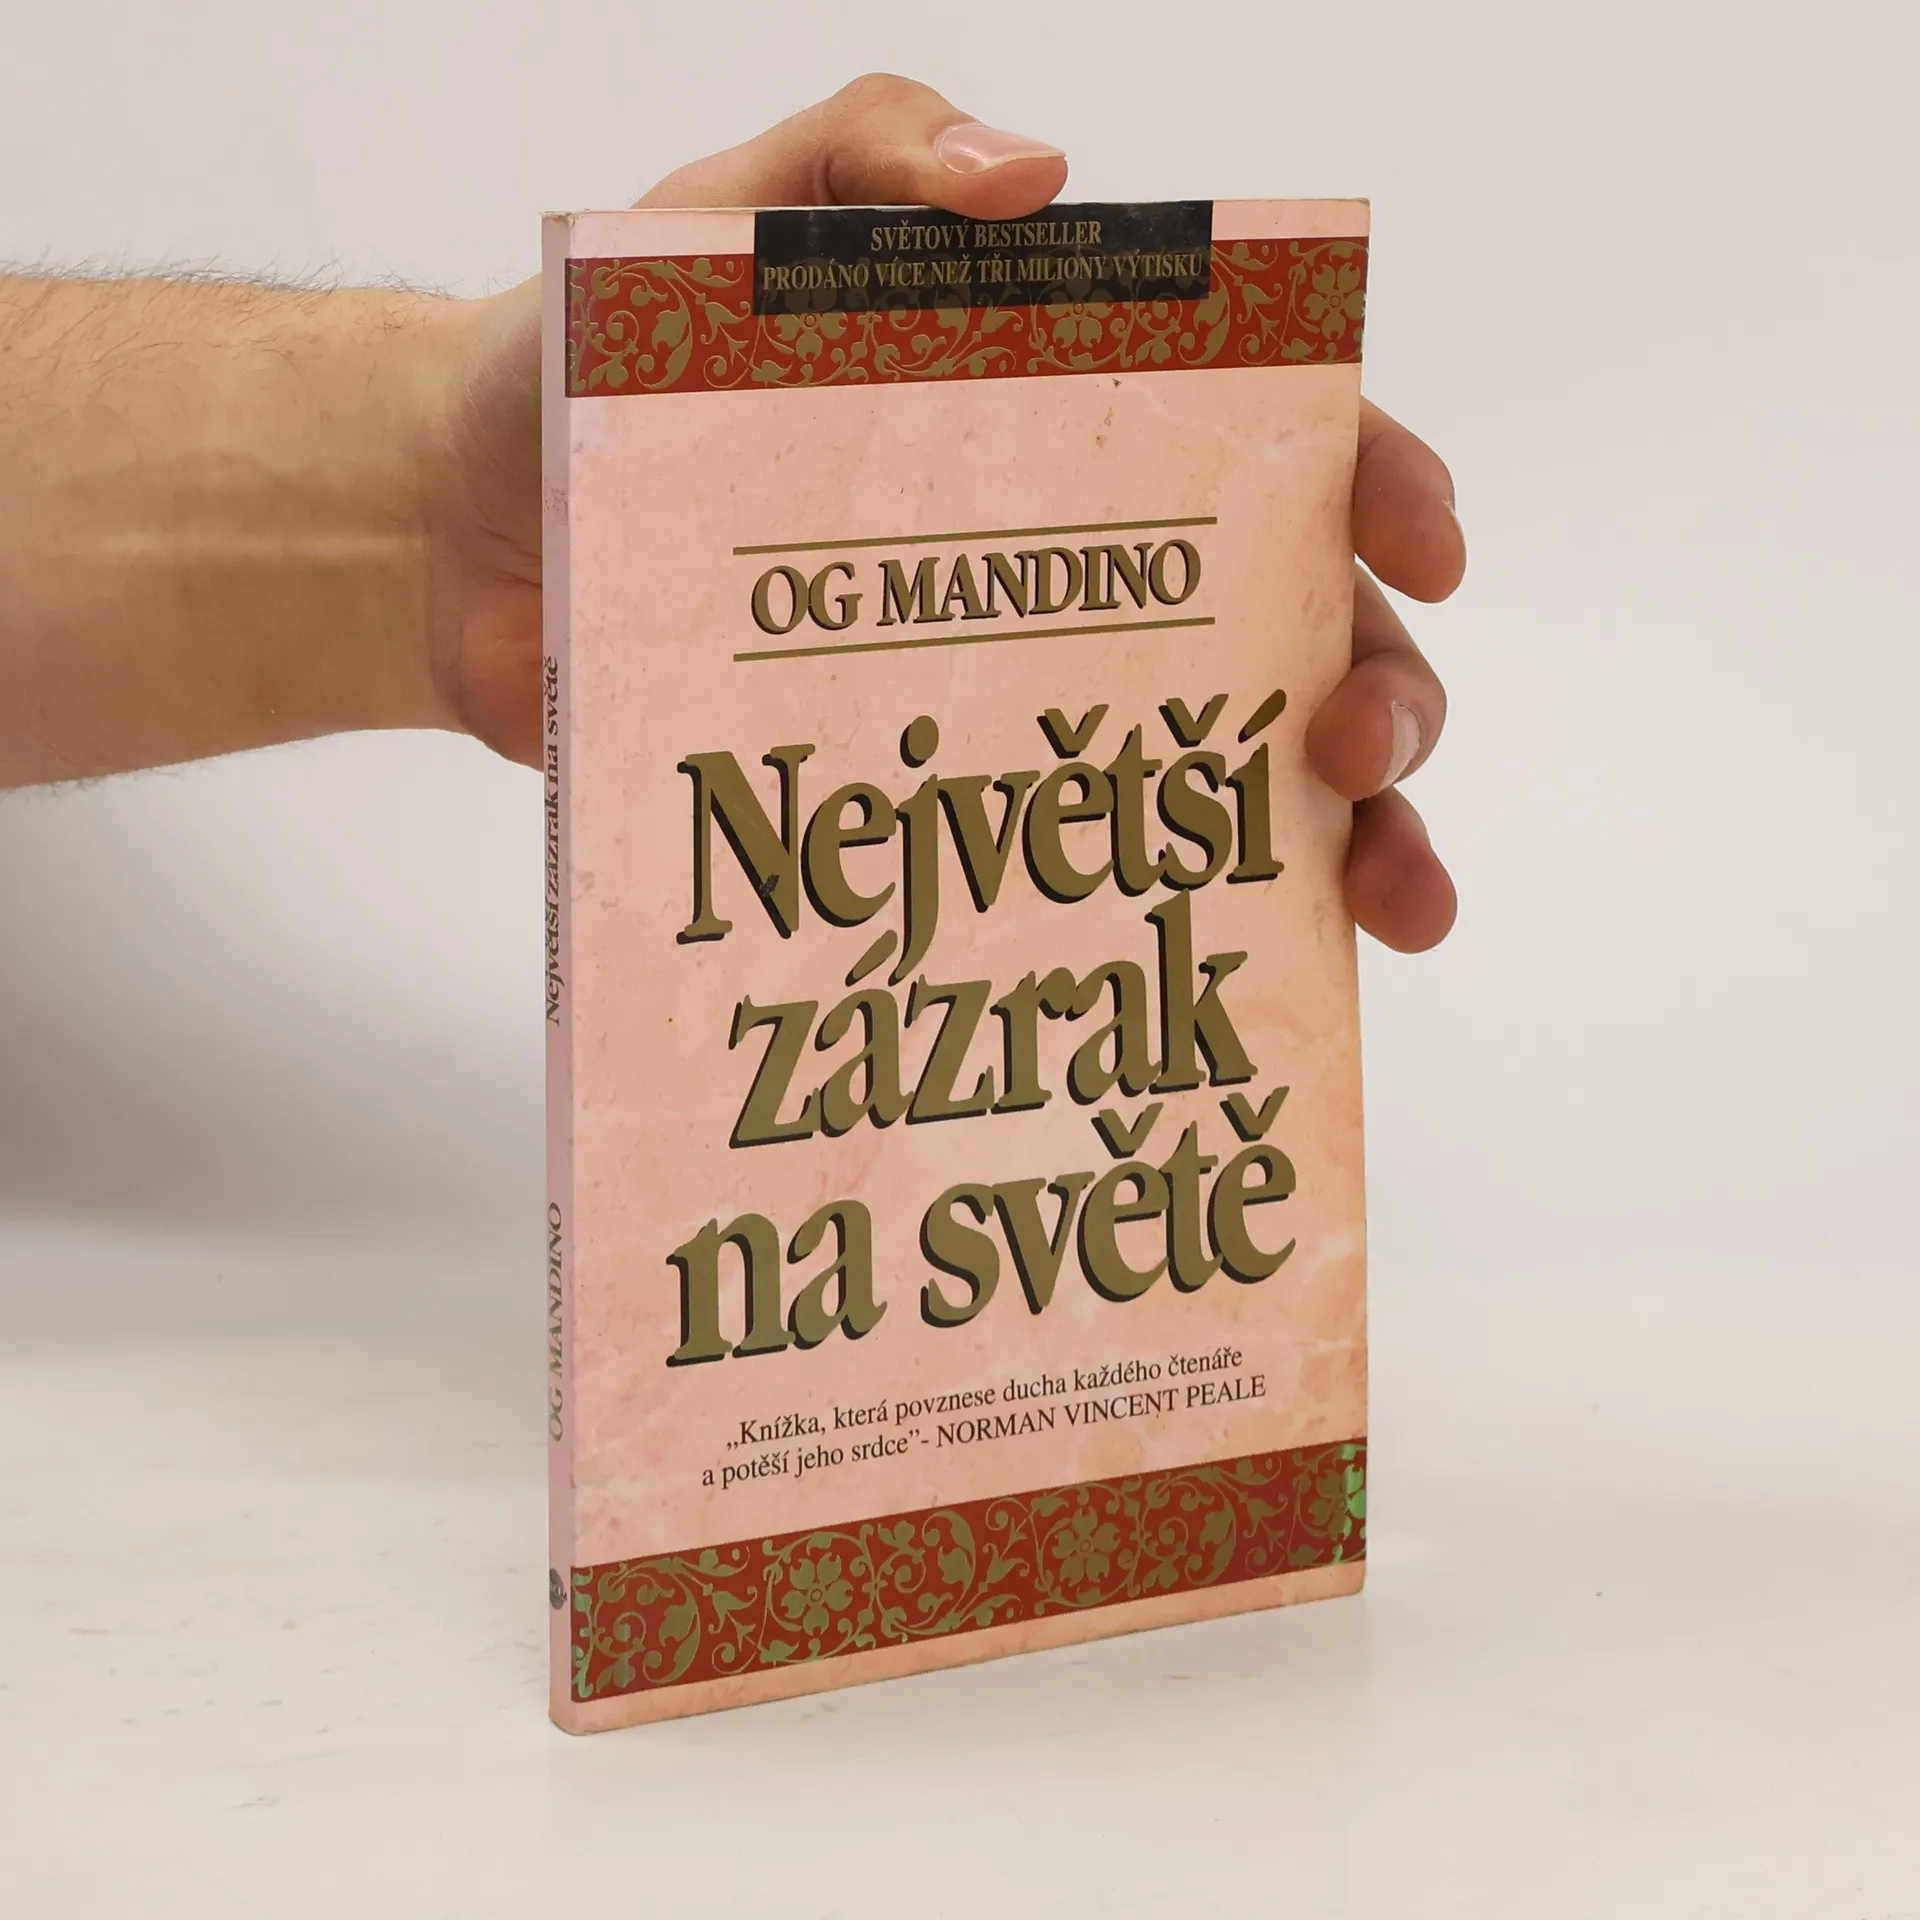 SVĚTOVÝ BESTSELLER
PRODÁNO VÍCE NEŽ TŘI MILIONY VÝTISKŮ
OG MANDINO
Největší
zázrak
na světě
„Knížka, která povznese ducha každého čtenáře
a potěší jeho srdce”- NORMAN VINCENT PEALE
Největší zázrak na světě
OG MANDINO